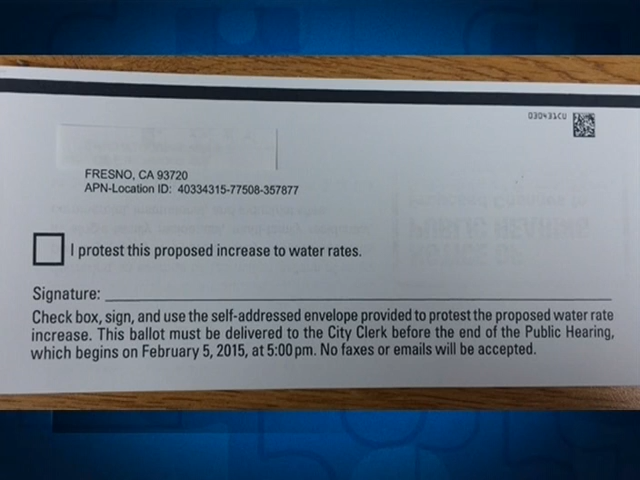 030431CU
FRESNO, CA 93720
APN-Location ID: 40334315-77508-357877
I protest this proposed increase to water rates.
Signature:
Check box, sign, and use the self-addressed envelope provided to protest the proposed water rate
increase. This ballot must be delivered to the City Clerk before the end of the Public Hearing,
which begins on February 5, 2015, at 5:00 pm. No faxes or emails will be accepted.